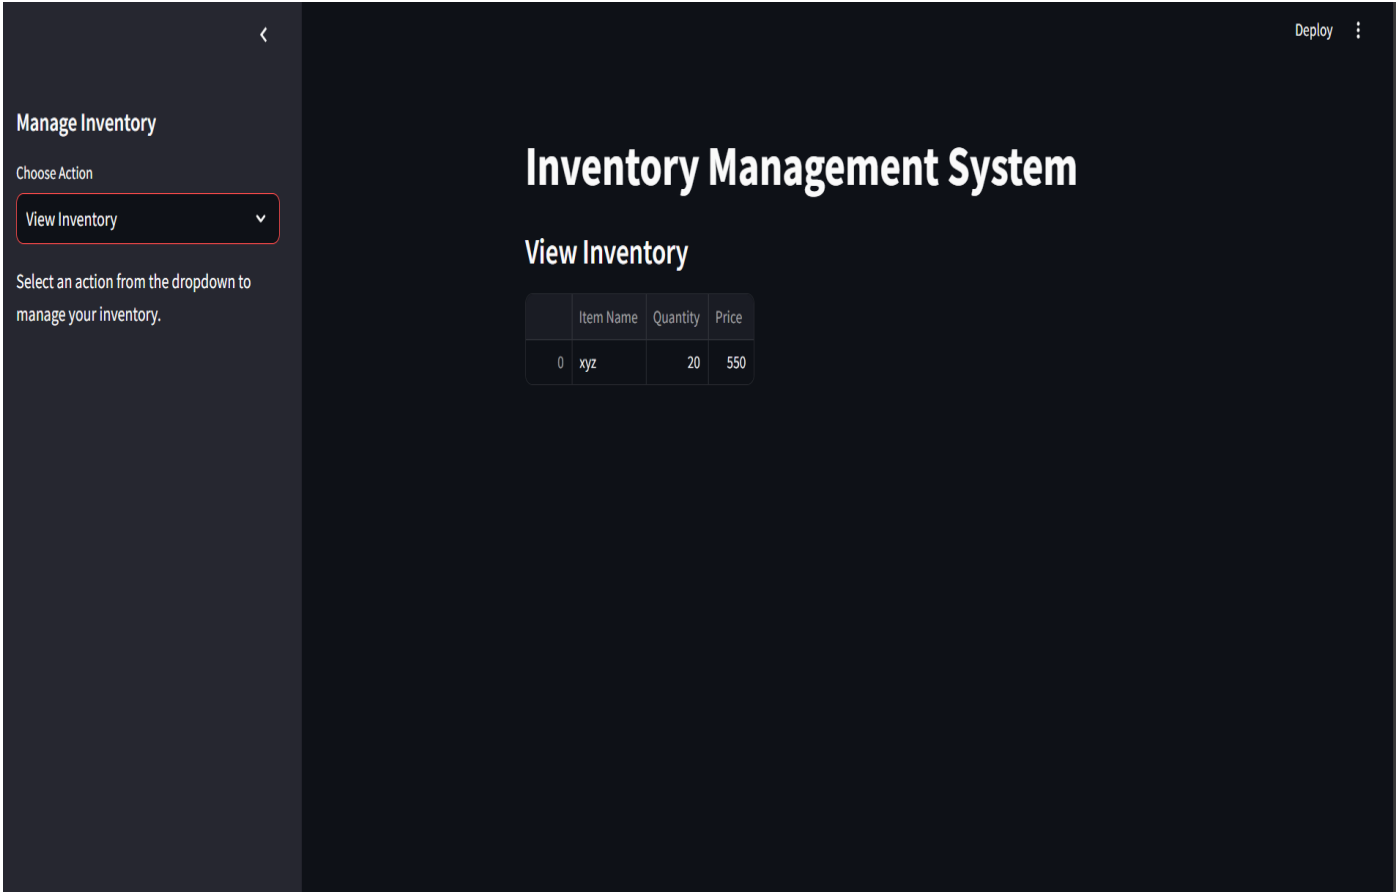 Deploy
Manage Inventory
Choose Action
View Inventory
Select an action from the dropdown to
manage your inventory.
Inventory Management System
View Inventory
Item Name Quantity Price
0 xyz 20 550